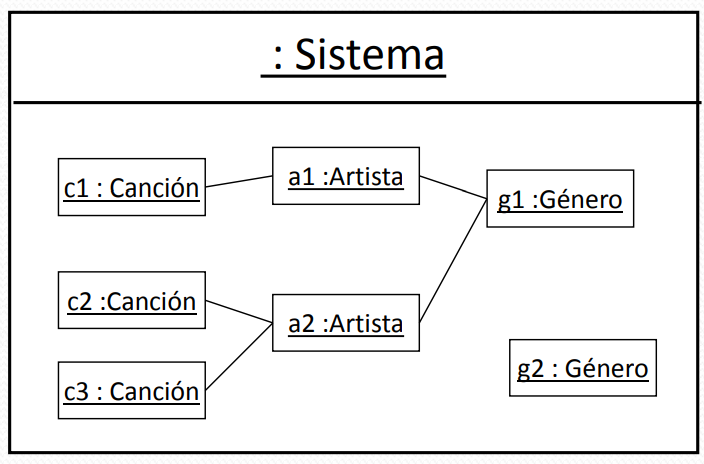 : Sistema
c1 : Canción
a1 :Artista
g1 :Género
c2 :Canción
a2 :Artista
c3 : Canción
g2 : Género